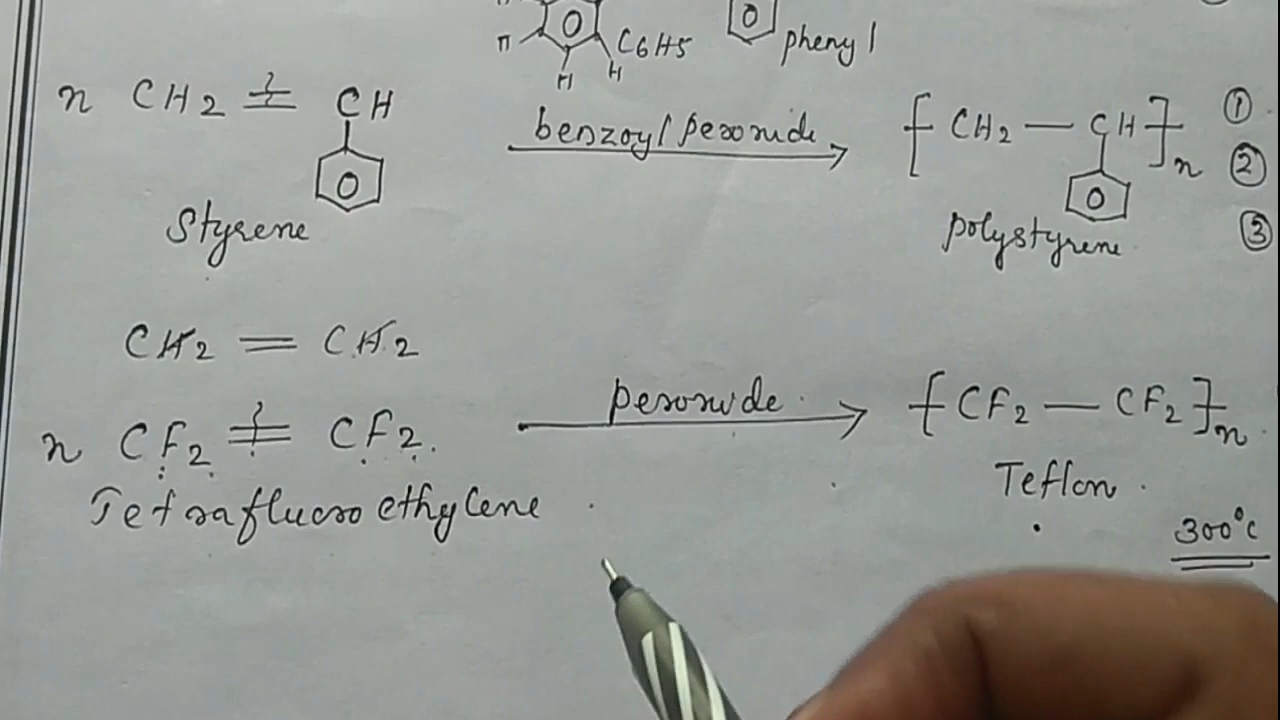 H C6H5 phenyl
H H
n CH2 = CH benzoyl peroxide [CH2 — CH]n ①
②
Styrene polystyrene ③
CH2 = CH2
n CF2 = CF2. peroxide. [CF2 — CF2]n
Tetrafluoro ethylene Teflon.
300°C